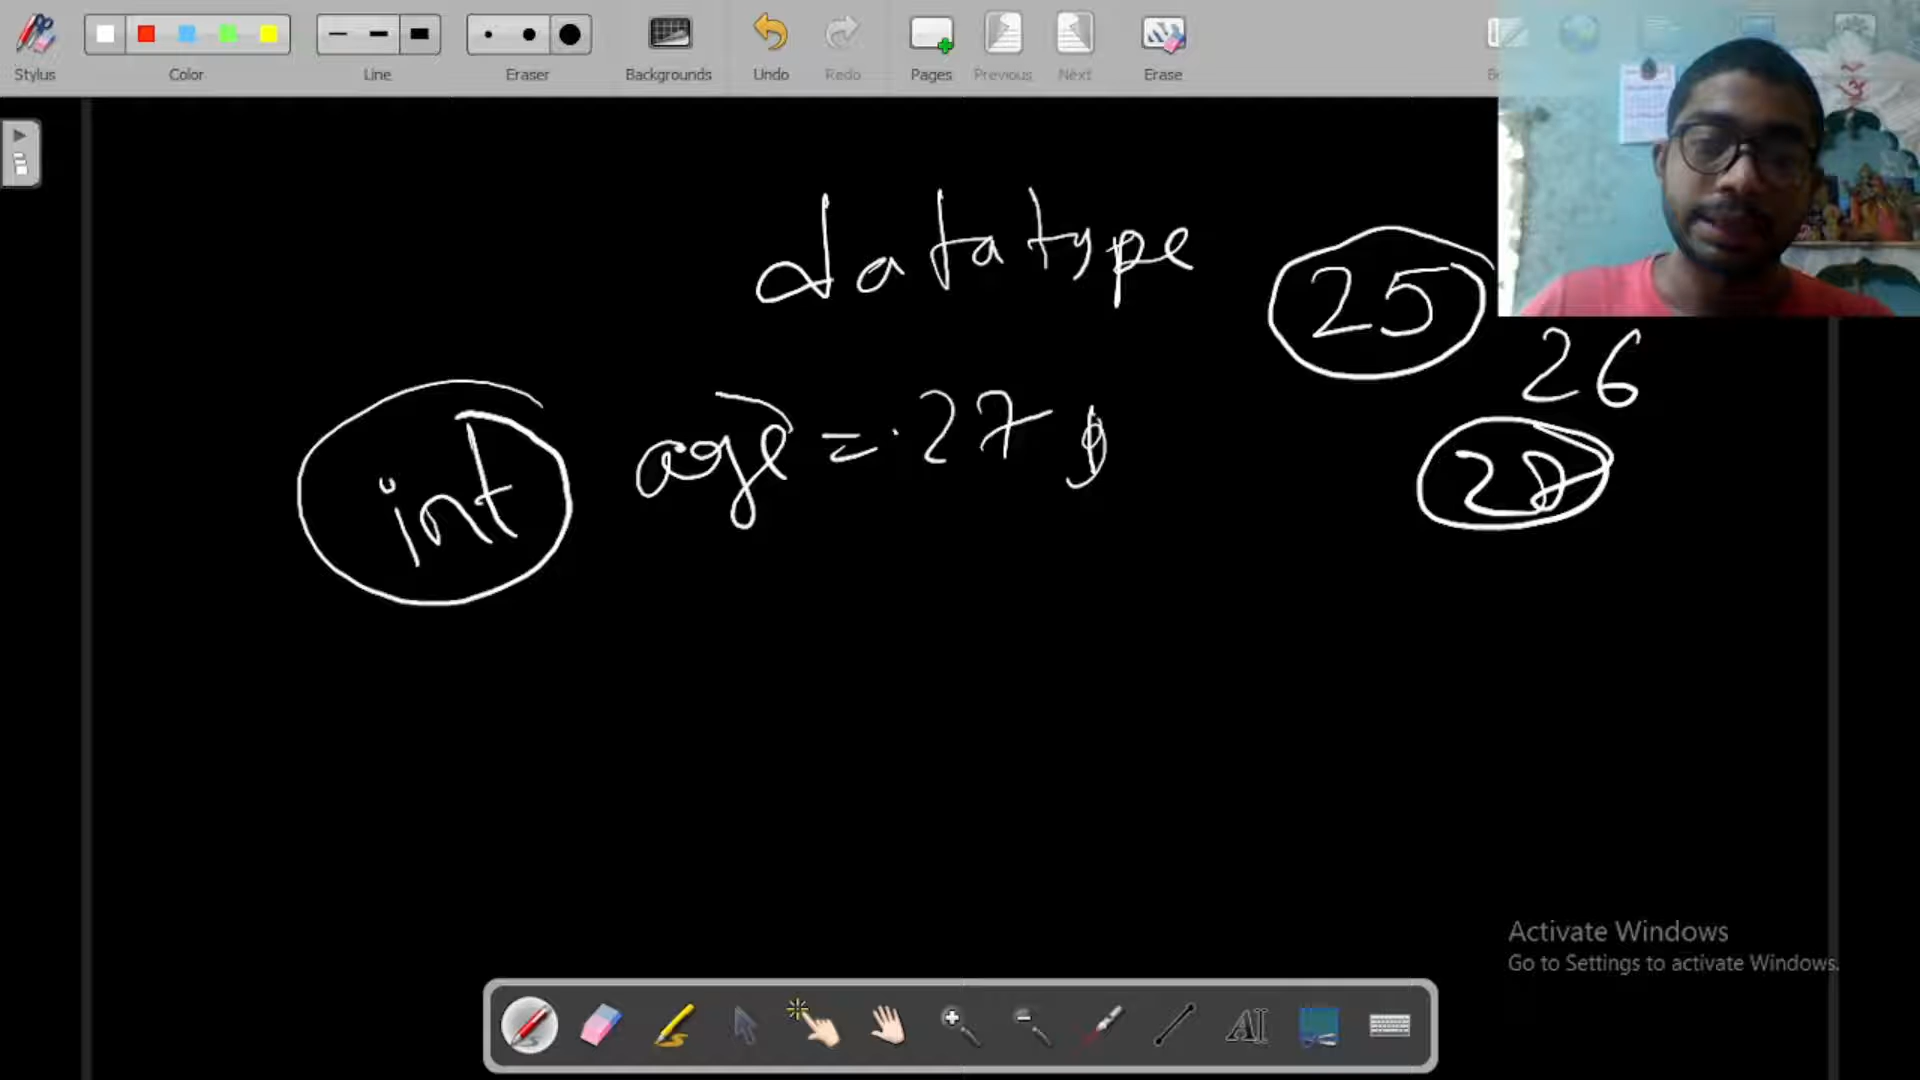 Stylus Color Line Eraser Backgrounds Undo Redo Pages Previous Next Erase
datatype
25
26
int age = 27;
28
Activate Windows
Go to Settings to activate Windows.